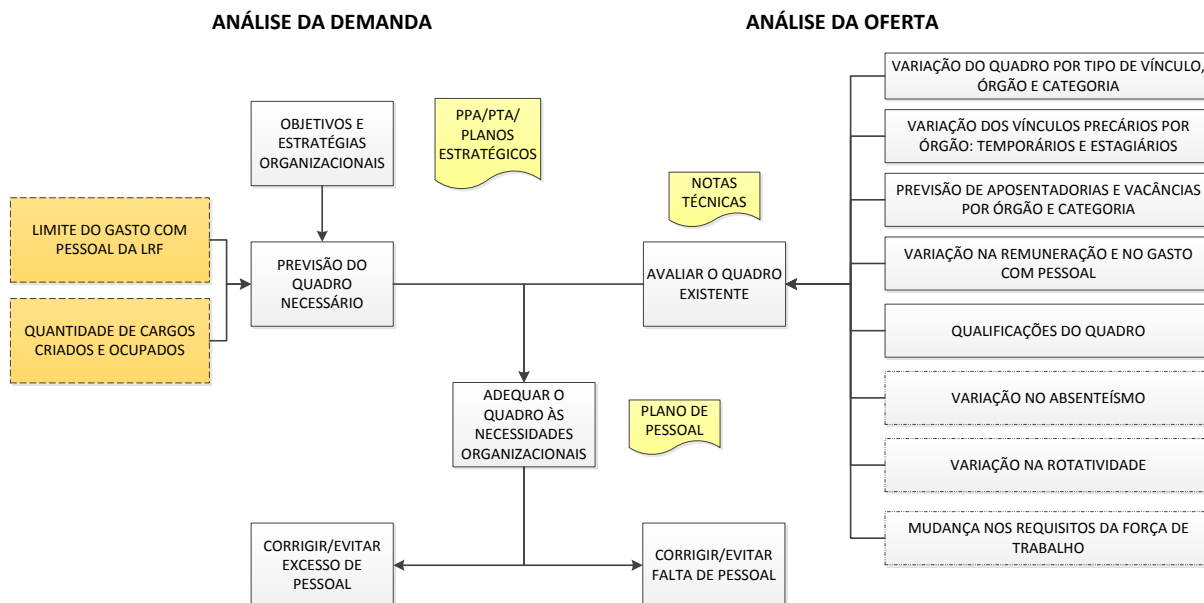 ANÁLISE DA DEMANDA
ANÁLISE DA OFERTA
OBJETIVOS E
ESTRATÉGIAS
ORGANIZACIONAIS
PPA/PTA/
PLANOS
ESTRATÉGICOS
LIMITE DO GASTO COM
PESSOAL DA LRF
QUANTIDADE DE CARGOS
CRIADOS E OCUPADOS
PREVISÃO DO
QUADRO
NECESSÁRIO
NOTAS
TÉCNICAS
AVALIAR O QUADRO
EXISTENTE
ADEQUAR O
QUADRO ÀS
NECESSIDADES
ORGANIZACIONAIS
PLANO DE
PESSOAL
CORRIGIR/EVITAR
EXCESSO DE
PESSOAL
CORRIGIR/EVITAR
FALTA DE PESSOAL
VARIAÇÃO DO QUADRO POR TIPO DE VÍNCULO,
ÓRGÃO E CATEGORIA
VARIAÇÃO DOS VÍNCULOS PRECÁRIOS POR
ÓRGÃO: TEMPORÁRIOS E ESTAGIÁRIOS
PREVISÃO DE APOSENTADORIAS E VACÂNCIAS
POR ÓRGÃO E CATEGORIA
VARIAÇÃO NA REMUNERAÇÃO E NO GASTO
COM PESSOAL
QUALIFICAÇÕES DO QUADRO
VARIAÇÃO NO ABSENTEÍSMO
VARIAÇÃO NA ROTATIVIDADE
MUDANÇA NOS REQUISITOS DA FORÇA DE
TRABALHO